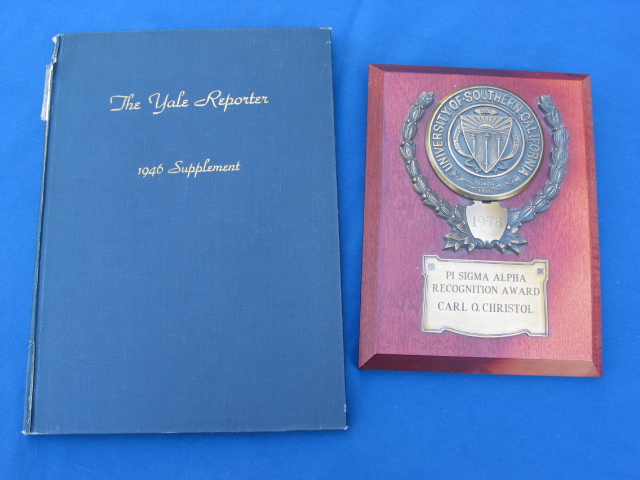 The Yale Reporter
1946 Supplement
UNIVERSITY OF SOUTHERN CALIFORNIA
1976
PI SIGMA ALPHA
RECOGNITION AWARD
CARL Q. CHRISTOL